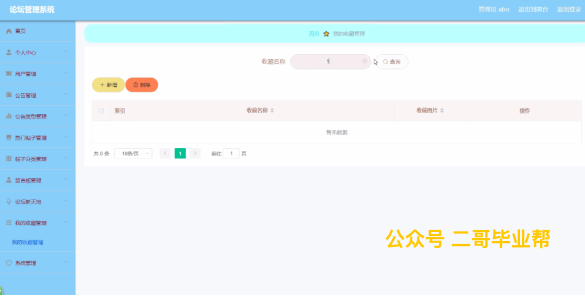 论坛管理系统
管理员 abo 退出到前台 退出登录
首页
首页 ★ 我的收藏管理
个人中心
收藏名称 1 查询
用户管理
+ 新增 删除
公告管理
索引 收藏名称 收藏图片 操作
公告类型管理
暂无数据
热门帖子管理
共 0 条 10条/页 1 前往 1 页
帖子分类管理
留言板管理
论坛聊天吧
我的收藏管理
我的收藏管理
系统管理
公众号 二哥毕业帮